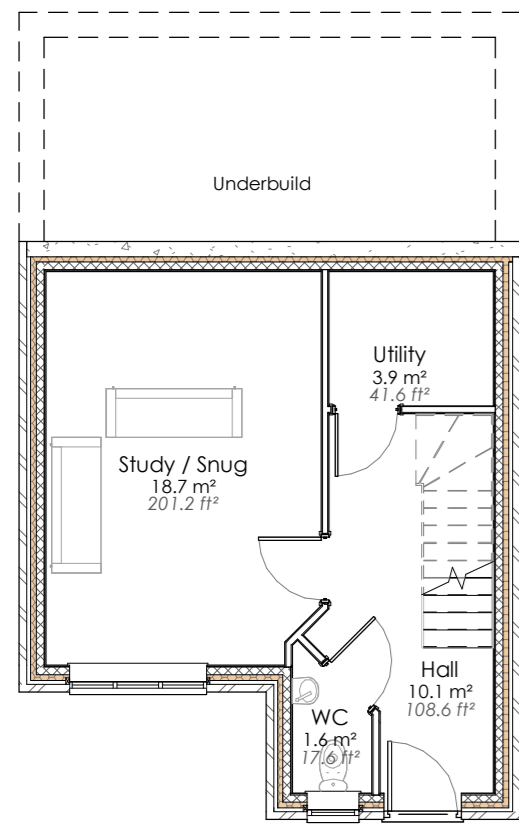 Underbuild
Utility
3.9 m²
41.6 ft²
Study / Snug
18.7 m²
201.2 ft²
Hall
10.1 m²
108.6 ft²
WC
1.6 m²
17.6 ft²